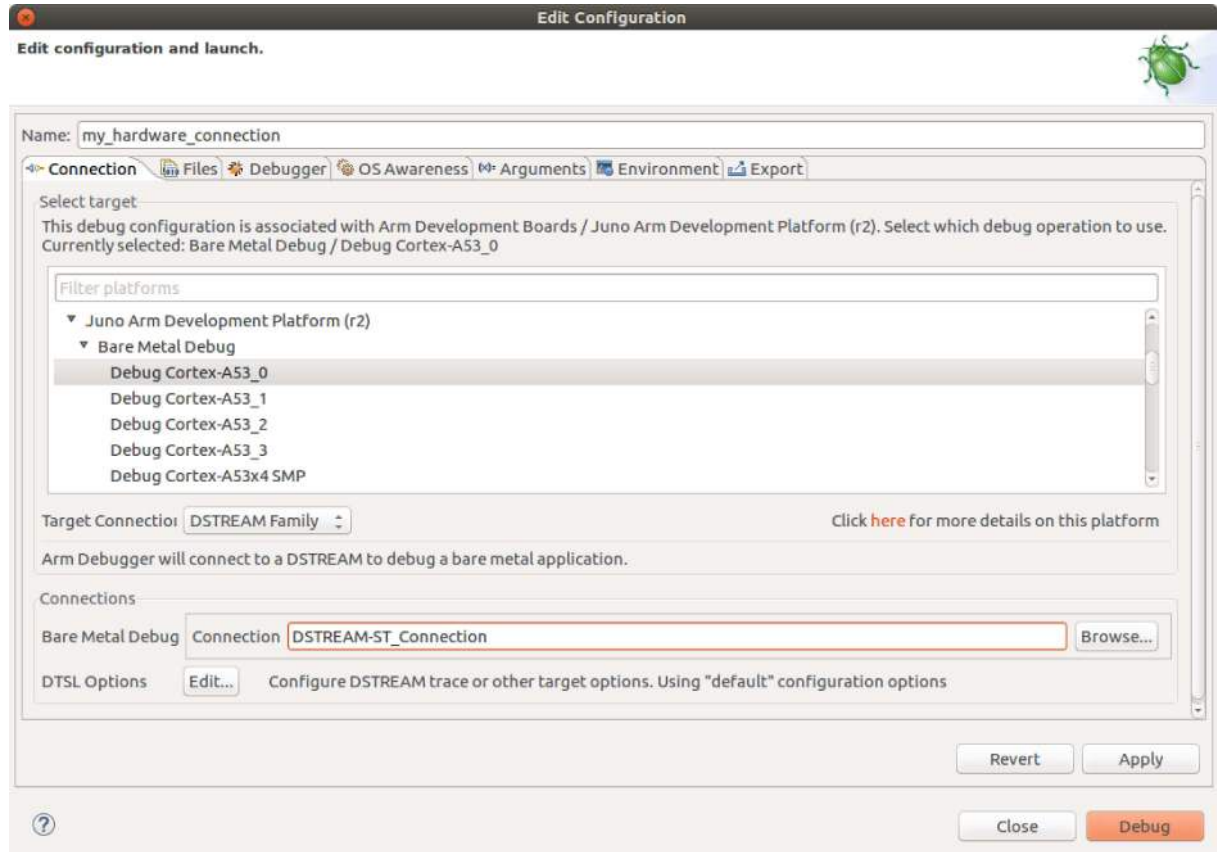 Edit Configuration
Edit configuration and launch.
Name: my_hardware_connection
Connection Files Debugger OS Awareness Arguments Environment Export
Select target
This debug configuration is associated with Arm Development Boards / Juno Arm Development Platform (r2). Select which debug operation to use.
Currently selected: Bare Metal Debug / Debug Cortex-A53_0
Filter platforms
Juno Arm Development Platform (r2)
Bare Metal Debug
Debug Cortex-A53_0
Debug Cortex-A53_1
Debug Cortex-A53_2
Debug Cortex-A53_3
Debug Cortex-A53x4 SMP
Target Connection DSTREAM Family Click here for more details on this platform
Arm Debugger will connect to a DSTREAM to debug a bare metal application.
Connections
Bare Metal Debug Connection DSTREAM-ST_Connection Browse...
DTSL Options Edit... Configure DSTREAM trace or other target options. Using "default" configuration options
Revert Apply
? Close Debug